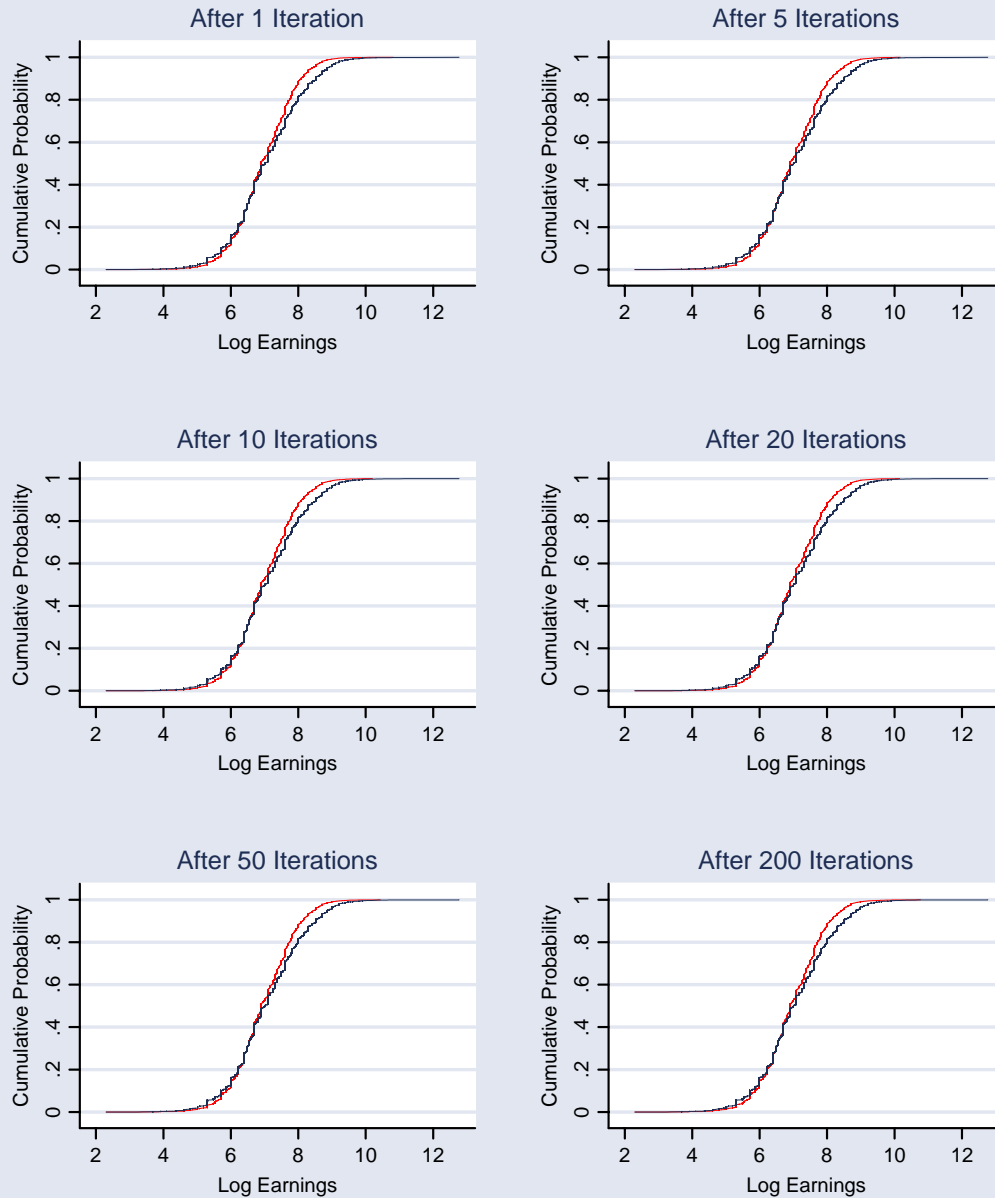 After 1 Iteration
Cumulative Probability
0 .2 .4 .6 .8 1
2 4 6 8 10 12
Log Earnings
After 5 Iterations
Cumulative Probability
0 .2 .4 .6 .8 1
2 4 6 8 10 12
Log Earnings
After 10 Iterations
Cumulative Probability
0 .2 .4 .6 .8 1
2 4 6 8 10 12
Log Earnings
After 20 Iterations
Cumulative Probability
0 .2 .4 .6 .8 1
2 4 6 8 10 12
Log Earnings
After 50 Iterations
Cumulative Probability
0 .2 .4 .6 .8 1
2 4 6 8 10 12
Log Earnings
After 200 Iterations
Cumulative Probability
0 .2 .4 .6 .8 1
2 4 6 8 10 12
Log Earnings